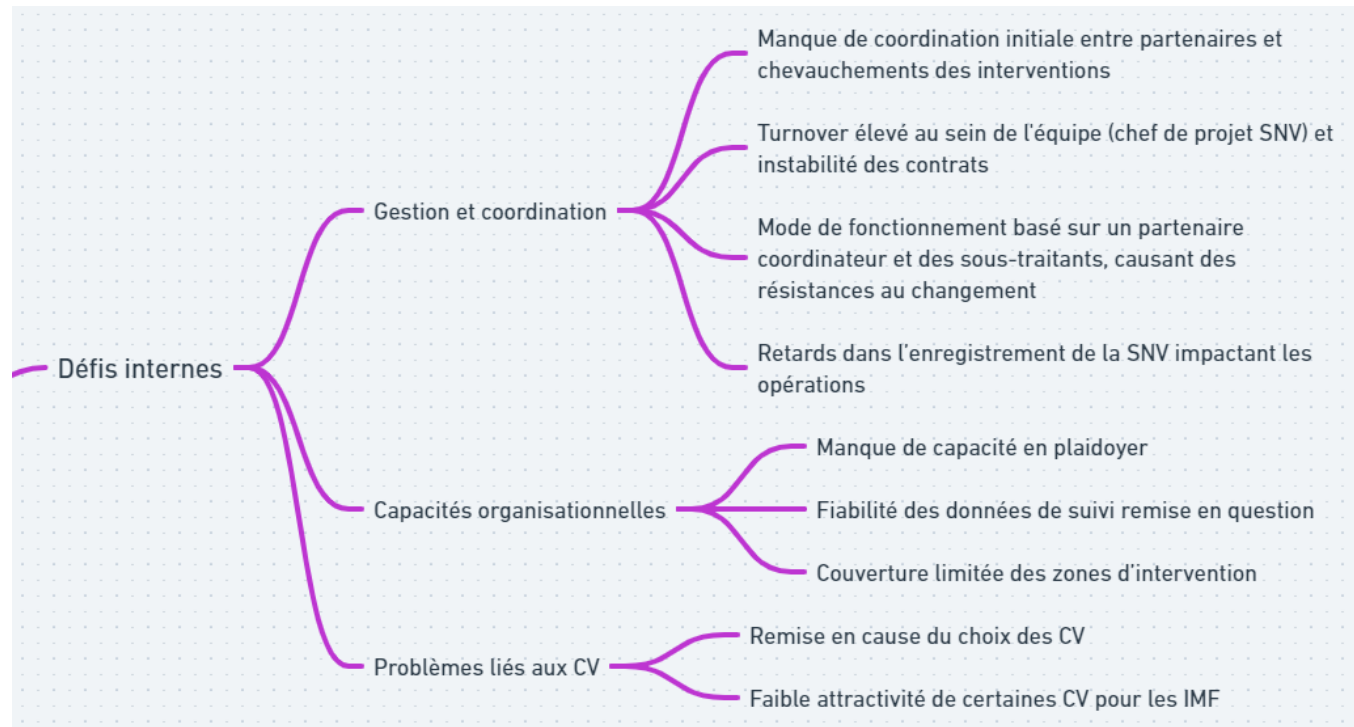 Défis internes
Gestion et coordination
Manque de coordination initiale entre partenaires et
chevauchements des interventions
Turnover élevé au sein de l'équipe (chef de projet SNV) et
instabilité des contrats
Mode de fonctionnement basé sur un partenaire
coordinateur et des sous-traitants, causant des
résistances au changement
Retards dans l'enregistrement de la SNV impactant les
opérations
Capacités organisationnelles
Manque de capacité en plaidoyer
Fiabilité des données de suivi remise en question
Couverture limitée des zones d'intervention
Problèmes liés aux CV
Remise en cause du choix des CV
Faible attractivité de certaines CV pour les IMF